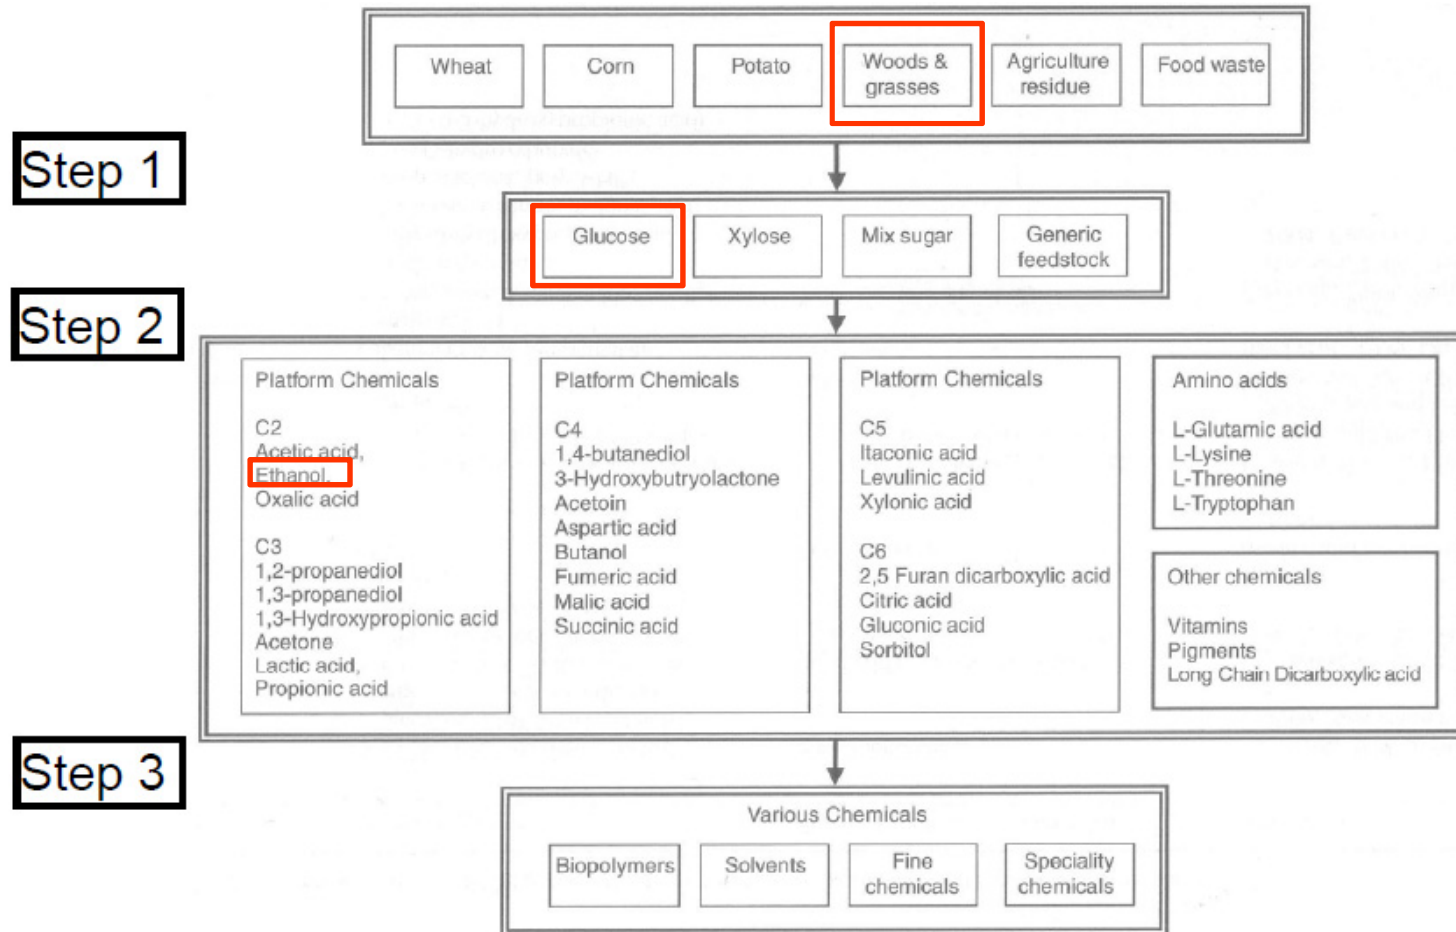 Wheat
Corn
Potato
Woods &
grasses
Agriculture
residue
Food waste
Step 1
Glucose
Xylose
Mix sugar
Generic
feedstock
Step 2
Platform Chemicals
C2
Acetic acid,
Ethanol,
Oxalic acid
C3
1,2-propanediol
1,3-propanediol
1,3-Hydroxypropionic acid
Acetone
Lactic acid,
Propionic acid
Platform Chemicals
C4
1,4-butanediol
3-Hydroxybutryolactone
Acetoin
Aspartic acid
Butanol
Fumeric acid
Malic acid
Succinic acid
Platform Chemicals
C5
Itaconic acid
Levulinic acid
Xylonic acid
C6
2,5 Furan dicarboxylic acid
Citric acid
Gluconic acid
Sorbitol
Amino acids
L-Glutamic acid
L-Lysine
L-Threonine
L-Tryptophan
Other chemicals
Vitamins
Pigments
Long Chain Dicarboxylic acid
Step 3
Various Chemicals
Biopolymers
Solvents
Fine
chemicals
Speciality
chemicals